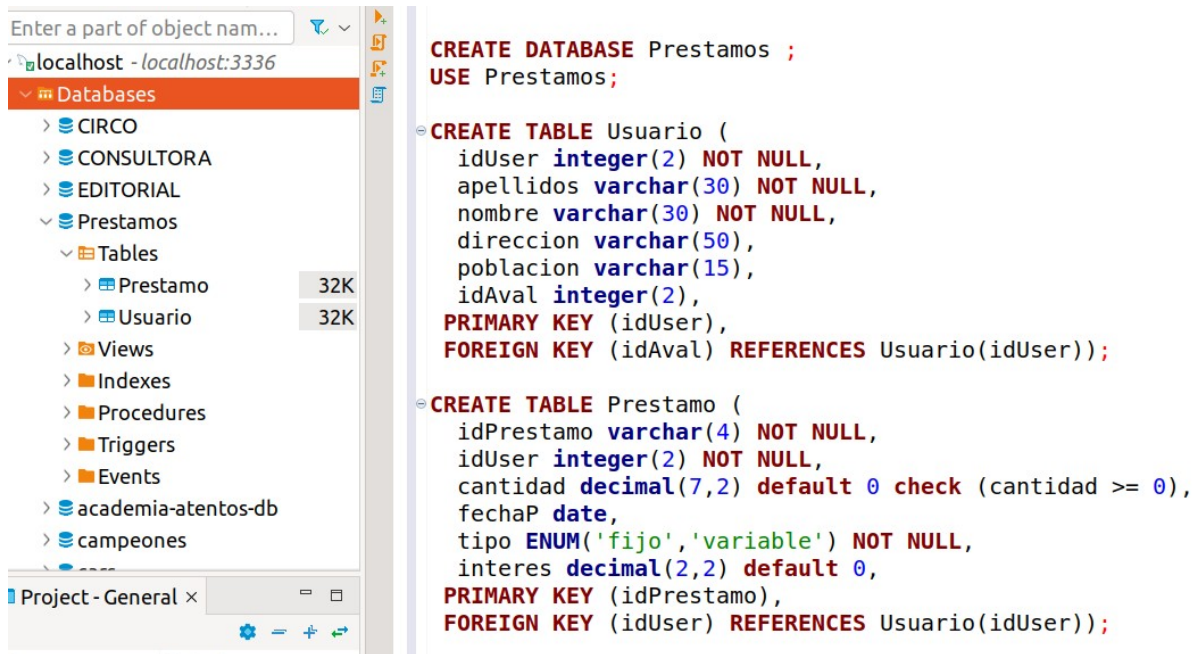 Enter a part of object nam...
localhost - localhost:3336
Databases
CIRCO
CONSULTORA
EDITORIAL
Prestamos
Tables
Prestamo 32K
Usuario 32K
Views
Indexes
Procedures
Triggers
Events
academia-atentos-db
campeones
Project - General ×
CREATE DATABASE Prestamos ;
USE Prestamos;
CREATE TABLE Usuario (
idUser integer(2) NOT NULL,
apellidos varchar(30) NOT NULL,
nombre varchar(30) NOT NULL,
direccion varchar(50),
poblacion varchar(15),
idAval integer(2),
PRIMARY KEY (idUser),
FOREIGN KEY (idAval) REFERENCES Usuario(idUser));
CREATE TABLE Prestamo (
idPrestamo varchar(4) NOT NULL,
idUser integer(2) NOT NULL,
cantidad decimal(7,2) default 0 check (cantidad >= 0),
fechaP date,
tipo ENUM('fijo','variable') NOT NULL,
interes decimal(2,2) default 0,
PRIMARY KEY (idPrestamo),
FOREIGN KEY (idUser) REFERENCES Usuario(idUser));